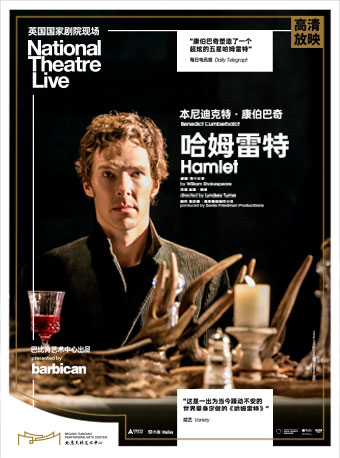 英国国家剧院现场
National
Theatre
Live
“康伯巴奇塑造了一个
超炫的五星哈姆雷特”
每日电讯报 Daily Telegraph
高清
放映
本尼迪克特·康伯巴奇
Benedict Cumberbatch
哈姆雷特
Hamlet
by William Shakespeare
directed by Lyndsey Turner
produced by Sonia Friedman Productions
巴比肯艺术中心出品
presented by
barbican
“这是一出为当今躁动不安的
世界量身定做的《哈姆雷特》”
综艺 Variety
BEIJING TIANQIAO
PERFORMING ARTS CENTER
北京天桥艺术中心